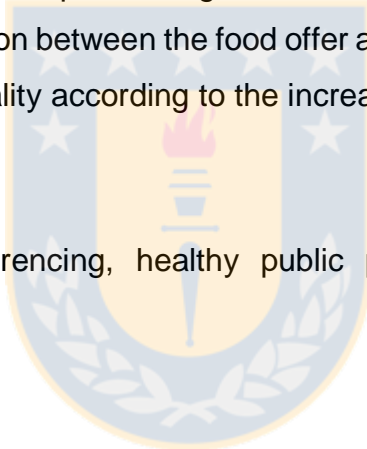 on between the food offer a
ality according to the increa
rencing, healthy public p